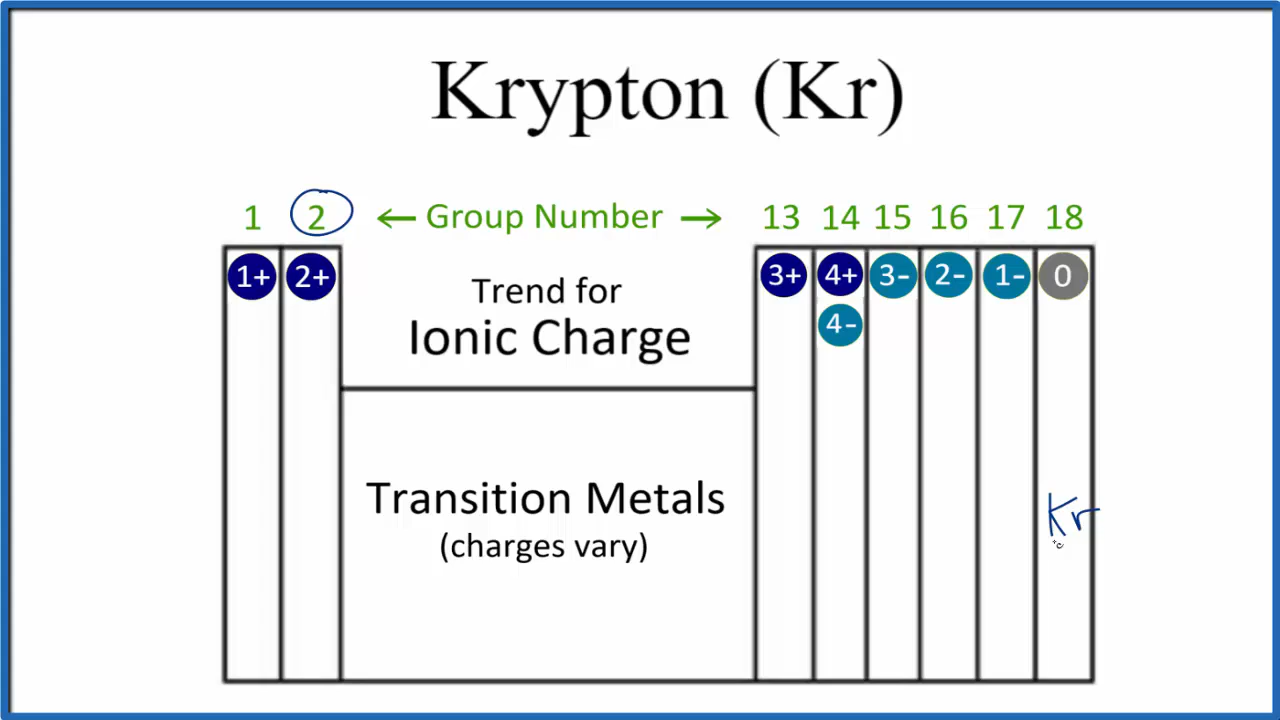 Krypton (Kr)
1 2 ← Group Number → 13 14 15 16 17 18
1+ 2+ 3+ 4+ 3- 2- 1- 0
4-
Trend for
Ionic Charge
Transition Metals
(charges vary)
Kr